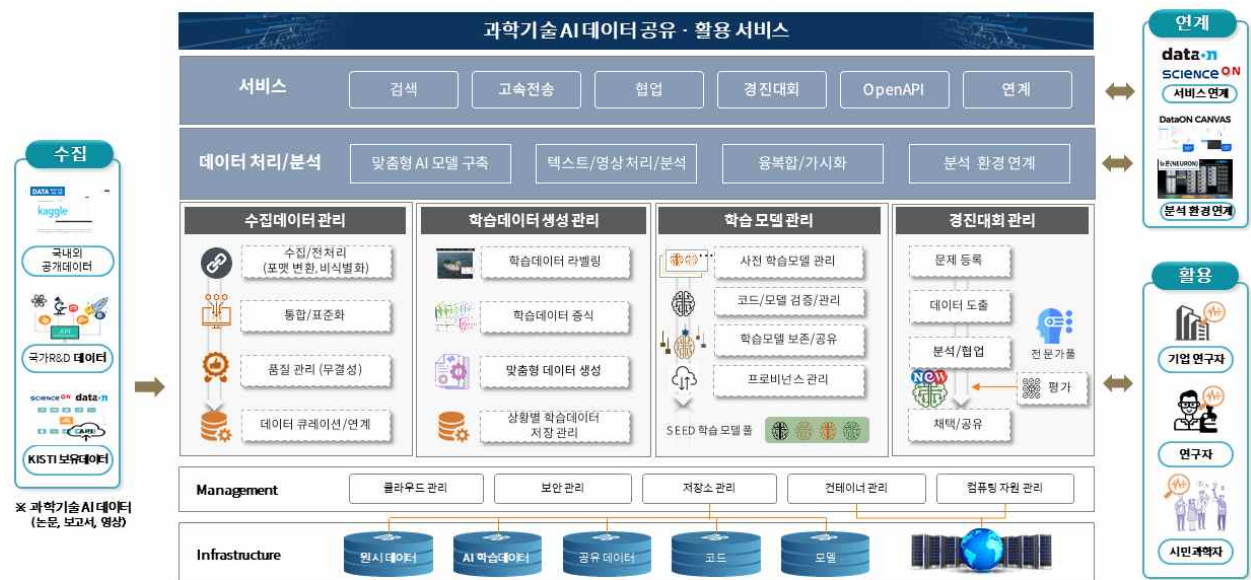 과학기술 AI 데이터 공유 · 활용 서비스
서비스
검색
고속전송
협업
경진대회
OpenAPI
연계
데이터 처리/분석
맞춤형 AI 모델 구축
텍스트/영상 처리/분석
융복합/가시화
분석 환경 연계
수집
kaggle
국내외
공개데이터
API
국가R&D 데이터
SCIENCE ON data·n
KISTI 보유데이터
※ 과학기술 AI 데이터
(논문, 보고서, 영상)
수집데이터 관리
수집/전처리
(포맷 변환,비식별화)
통합/표준화
품질 관리 (무결성)
데이터 큐레이션/연계
학습데이터 생성 관리
학습데이터 라벨링
학습데이터 증식
맞춤형 데이터 생성
상황별 학습데이터
저장 관리
학습 모델 관리
사전 학습모델 관리
코드/모델 검증/관리
학습모델 보존/공유
프로비넌스 관리
SEED 학습 모델 풀
경진대회 관리
문제 등록
데이터 도출
분석/협업
전문가풀
New
평가
채택/공유
Management
클라우드 관리
보안 관리
저장소 관리
컨테이너 관리
컴퓨팅 자원 관리
Infrastructure
원시 데이터
AI 학습데이터
공유 데이터
코드
모델
연계
data·n
SCIENCE ON
서비스 연계
DataON CANVAS
뉴론(NEURON)
분석 환경 연계
활용
기업 연구자
연구자
시민과학자